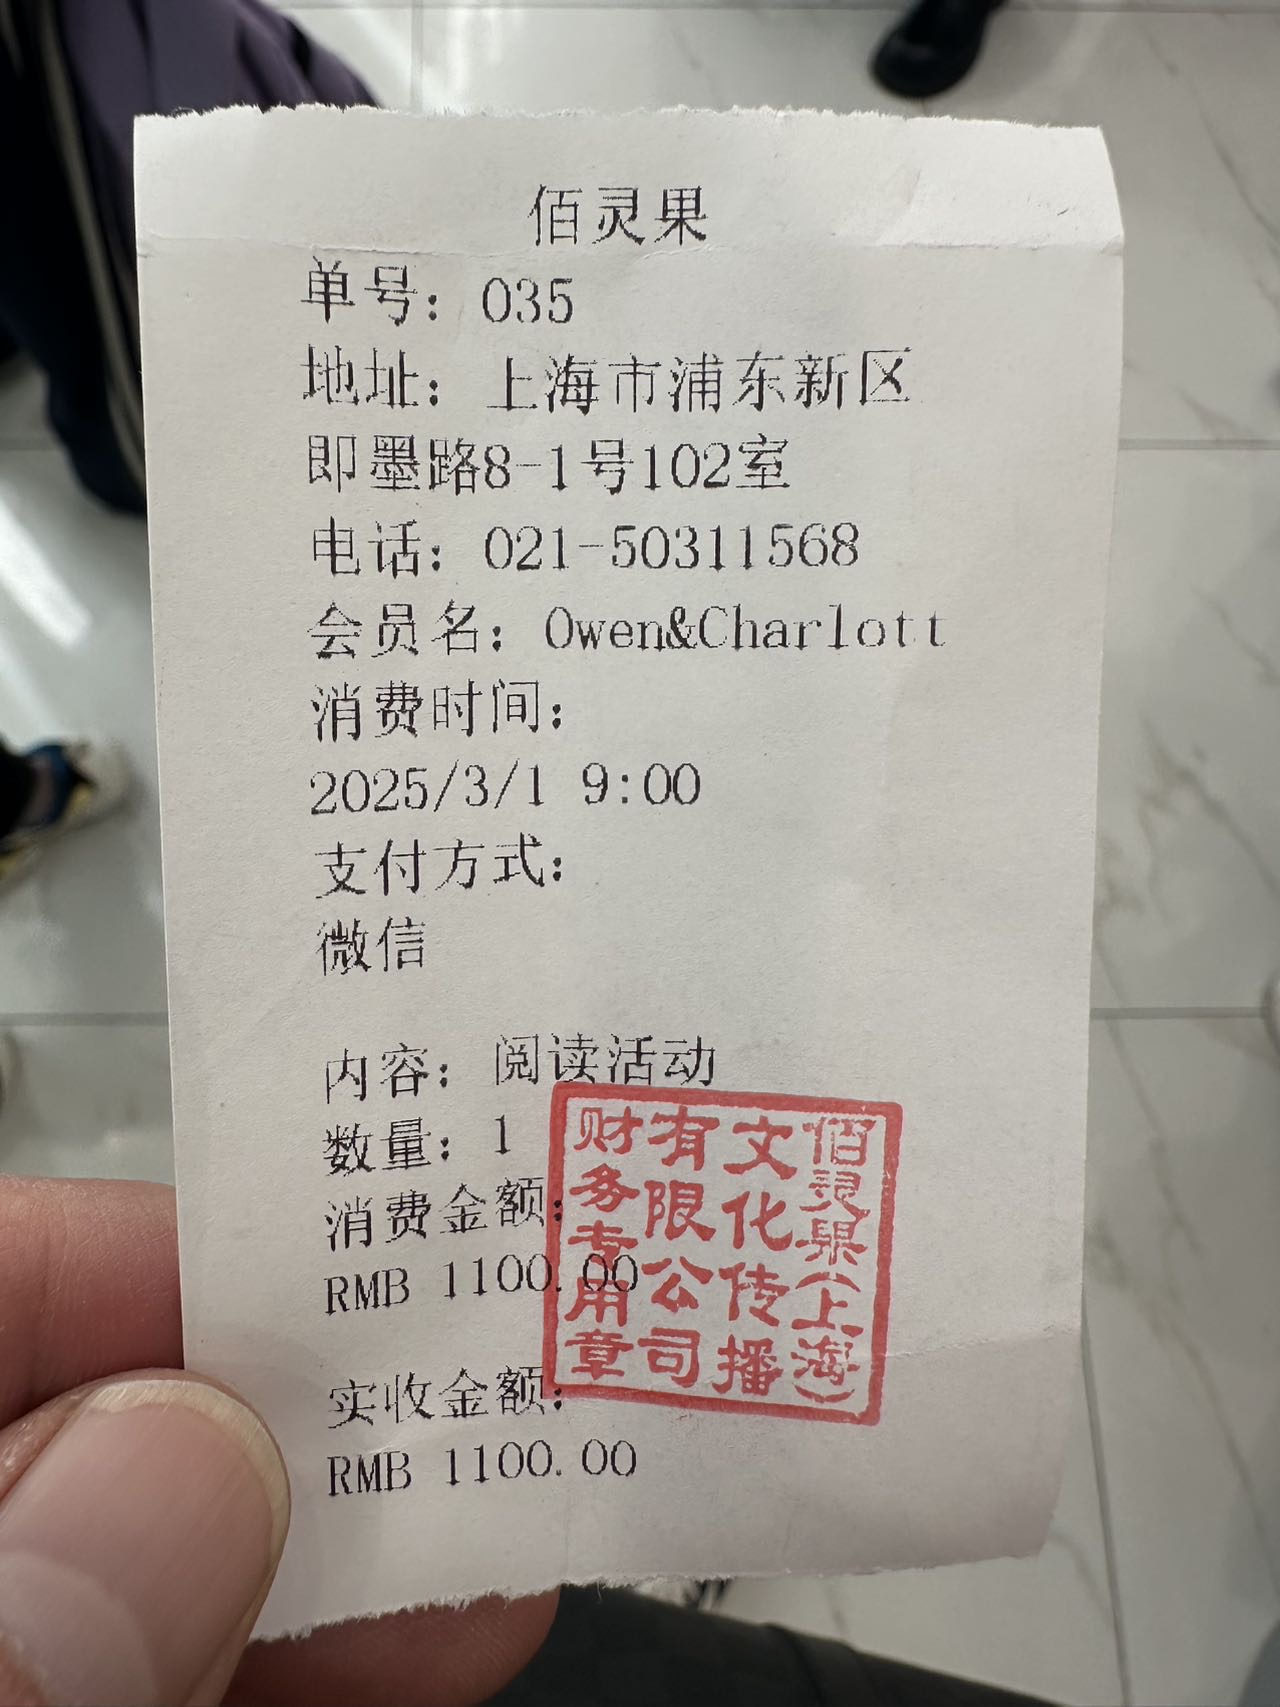 佰灵果
单号：035
地址：上海市浦东新区
即墨路8-1号102室
电话：021-50311568
会员名：Owen&Charlott
消费时间：
2025/3/1 9:00
支付方式：
微信
内容：阅读活动
数量：1
消费金额：
RMB 1100.00
实收金额：
RMB 1100.00
佰灵果(上海)
文化传播
有限公司
财务专用章